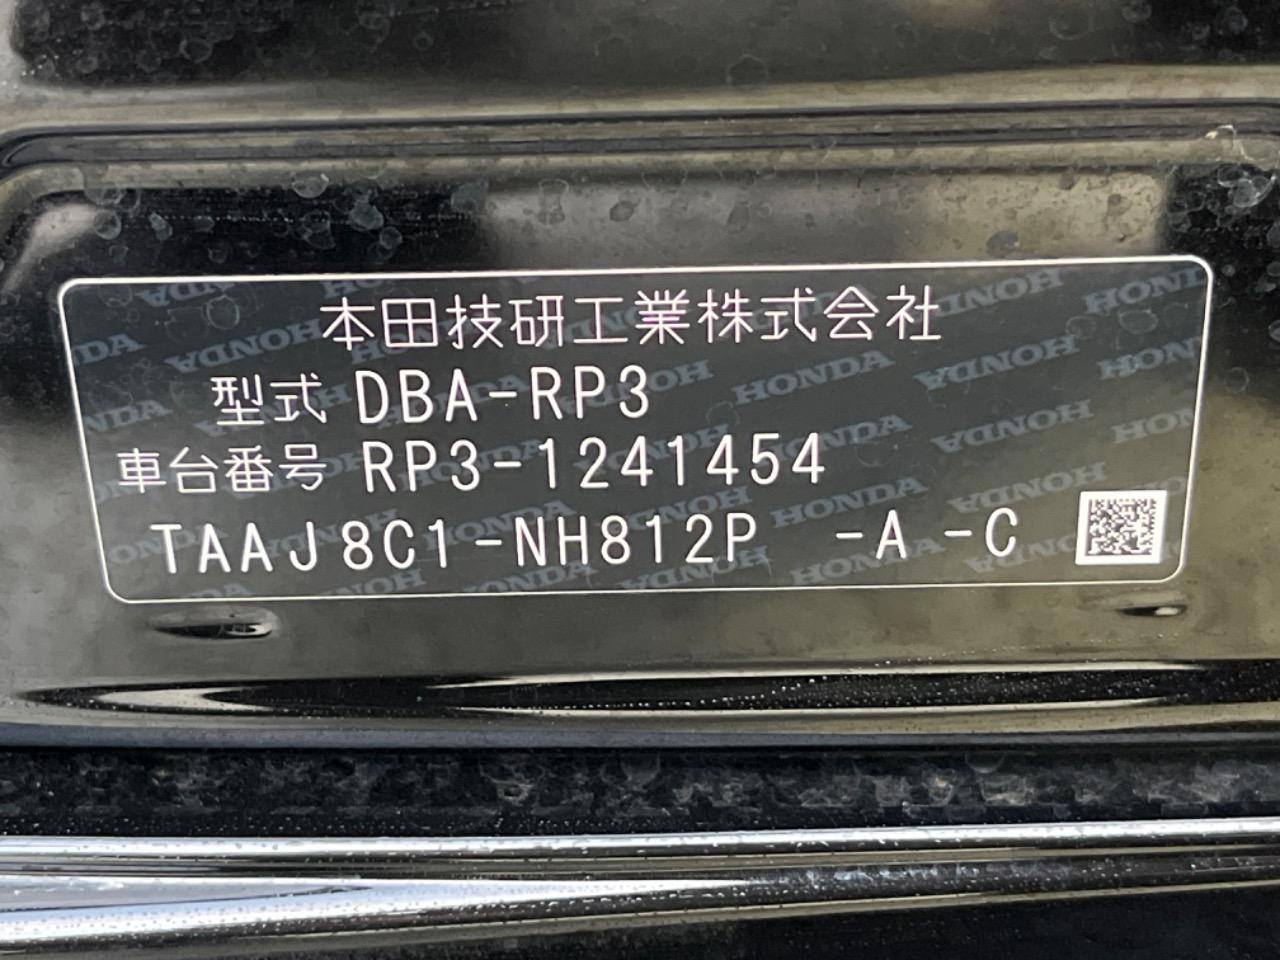 本田技研工業株式会社
型式 DBA-RP3
車台番号 RP3-1241454
TAAJ8C1-NH812P -A -C